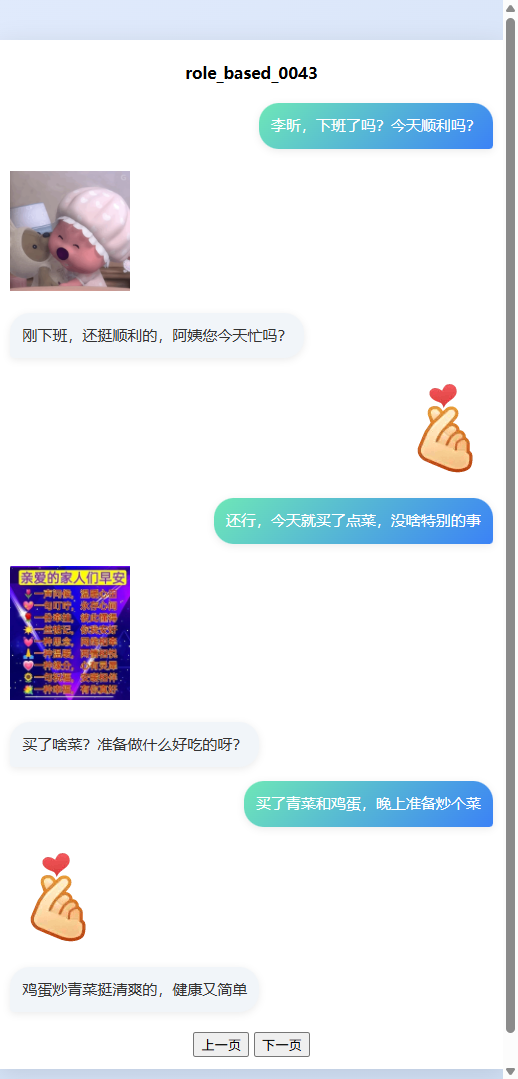 role_based_0043
李昕，下班了吗？今天顺利吗？
刚下班，还挺顺利的，阿姨您今天忙吗？
还行，今天就买了点菜，没啥特别的事
亲爱的家人们早安
买了啥菜？准备做什么好吃的呀？
买了青菜和鸡蛋，晚上准备炒个菜
鸡蛋炒青菜挺清爽的，健康又简单
上一页 下一页